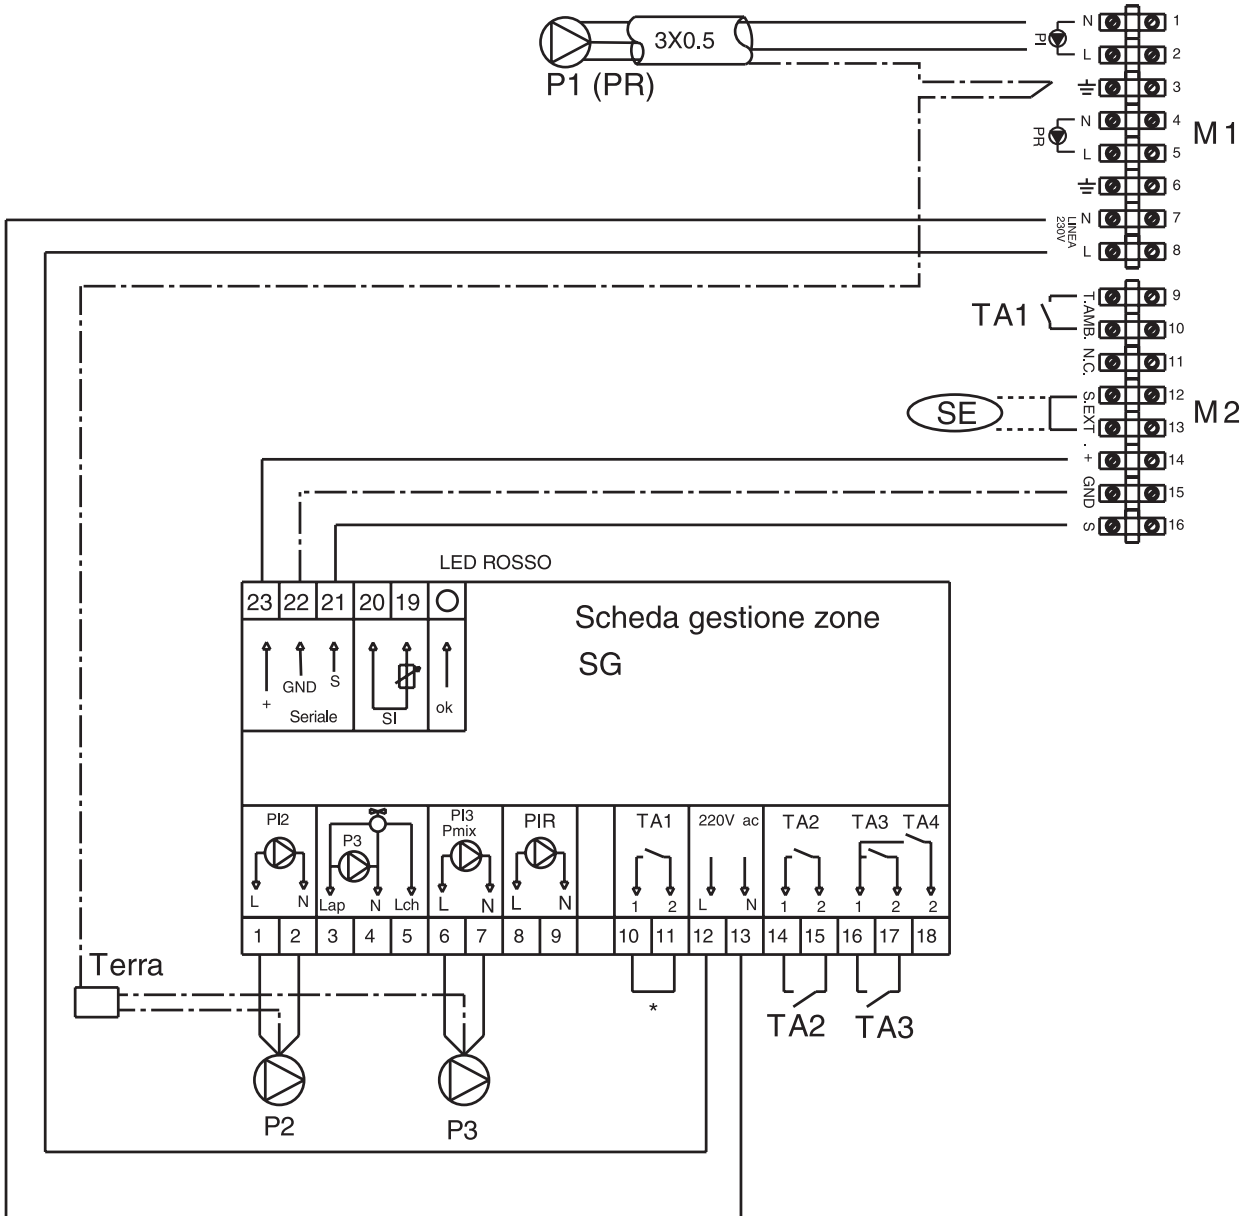 3X0.5
P1 (PR)
PI
N 1
L 2
3
PR
N 4
L 5
6
M1
LINEA
230V
N 7
L 8
TA1
T.AMB.
9
10
N.C. 11
SE
S.EXT.
12
13
M2
+ 14
GND 15
S 16
LED ROSSO
23 22 21 20 19
Scheda gestione zone
SG
+ GND S
Seriale
SI
ok
PI2
P3
PI3
Pmix
PIR
TA1
220V ac
TA2
TA3 TA4
L N
Lap N Lch
L N
L N
1 2
L N
1 2
1 2 2
1 2 3 4 5 6 7 8 9 10 11 12 13 14 15 16 17 18
Terra
*
TA2 TA3
P2
P3